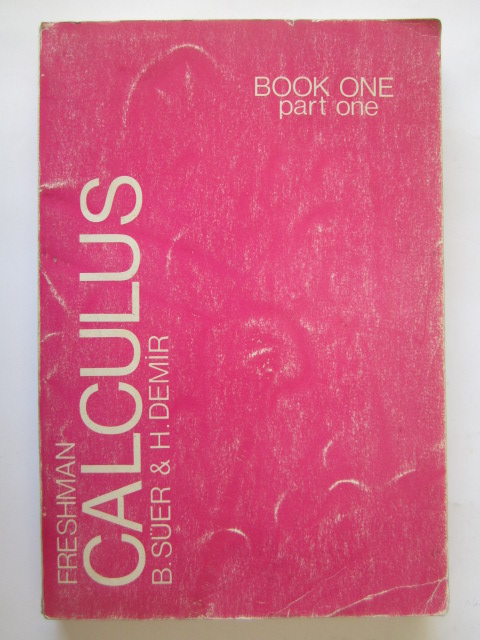 BOOK ONE
part one
FRESHMAN
CALCULUS
B. SÜER & H. DEMİR